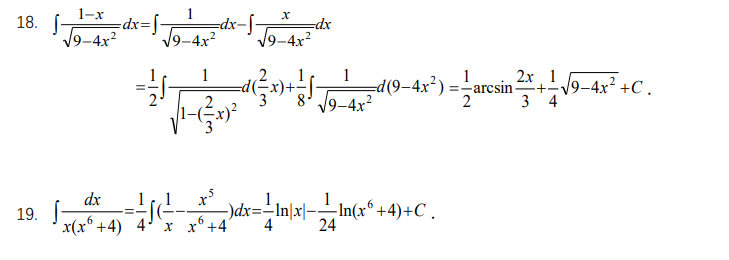 18. ∫ (1−x)/√(9−4x²) dx=∫ 1/√(9−4x²) dx−∫ x/√(9−4x²) dx
=1/2 ∫ 1/√(1−(2/3 x)²) d(2/3 x)+1/8 ∫ 1/√(9−4x²) d(9−4x²) =1/2 arcsin 2x/3 + 1/4 √(9−4x²) +C .
19. ∫ dx/(x(x⁶+4)) = 1/4 ∫(1/x − x⁵/(x⁶+4))dx= 1/4 ln|x|− 1/24 ln(x⁶+4)+C .